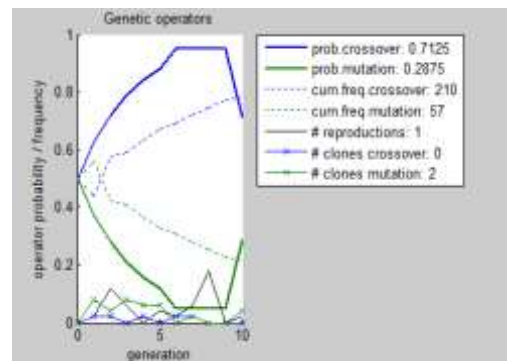 Genetic operators
1
0.8
0.6
0.4
0.2
0
0
5
10
operator probability / frequency
generation
prob.crossover: 0.7125
prob.mutation: 0.2875
cum.freq.crossover: 210
cum.freq.mutation: 57
# reproductions: 1
# clones crossover: 0
# clones mutation: 2